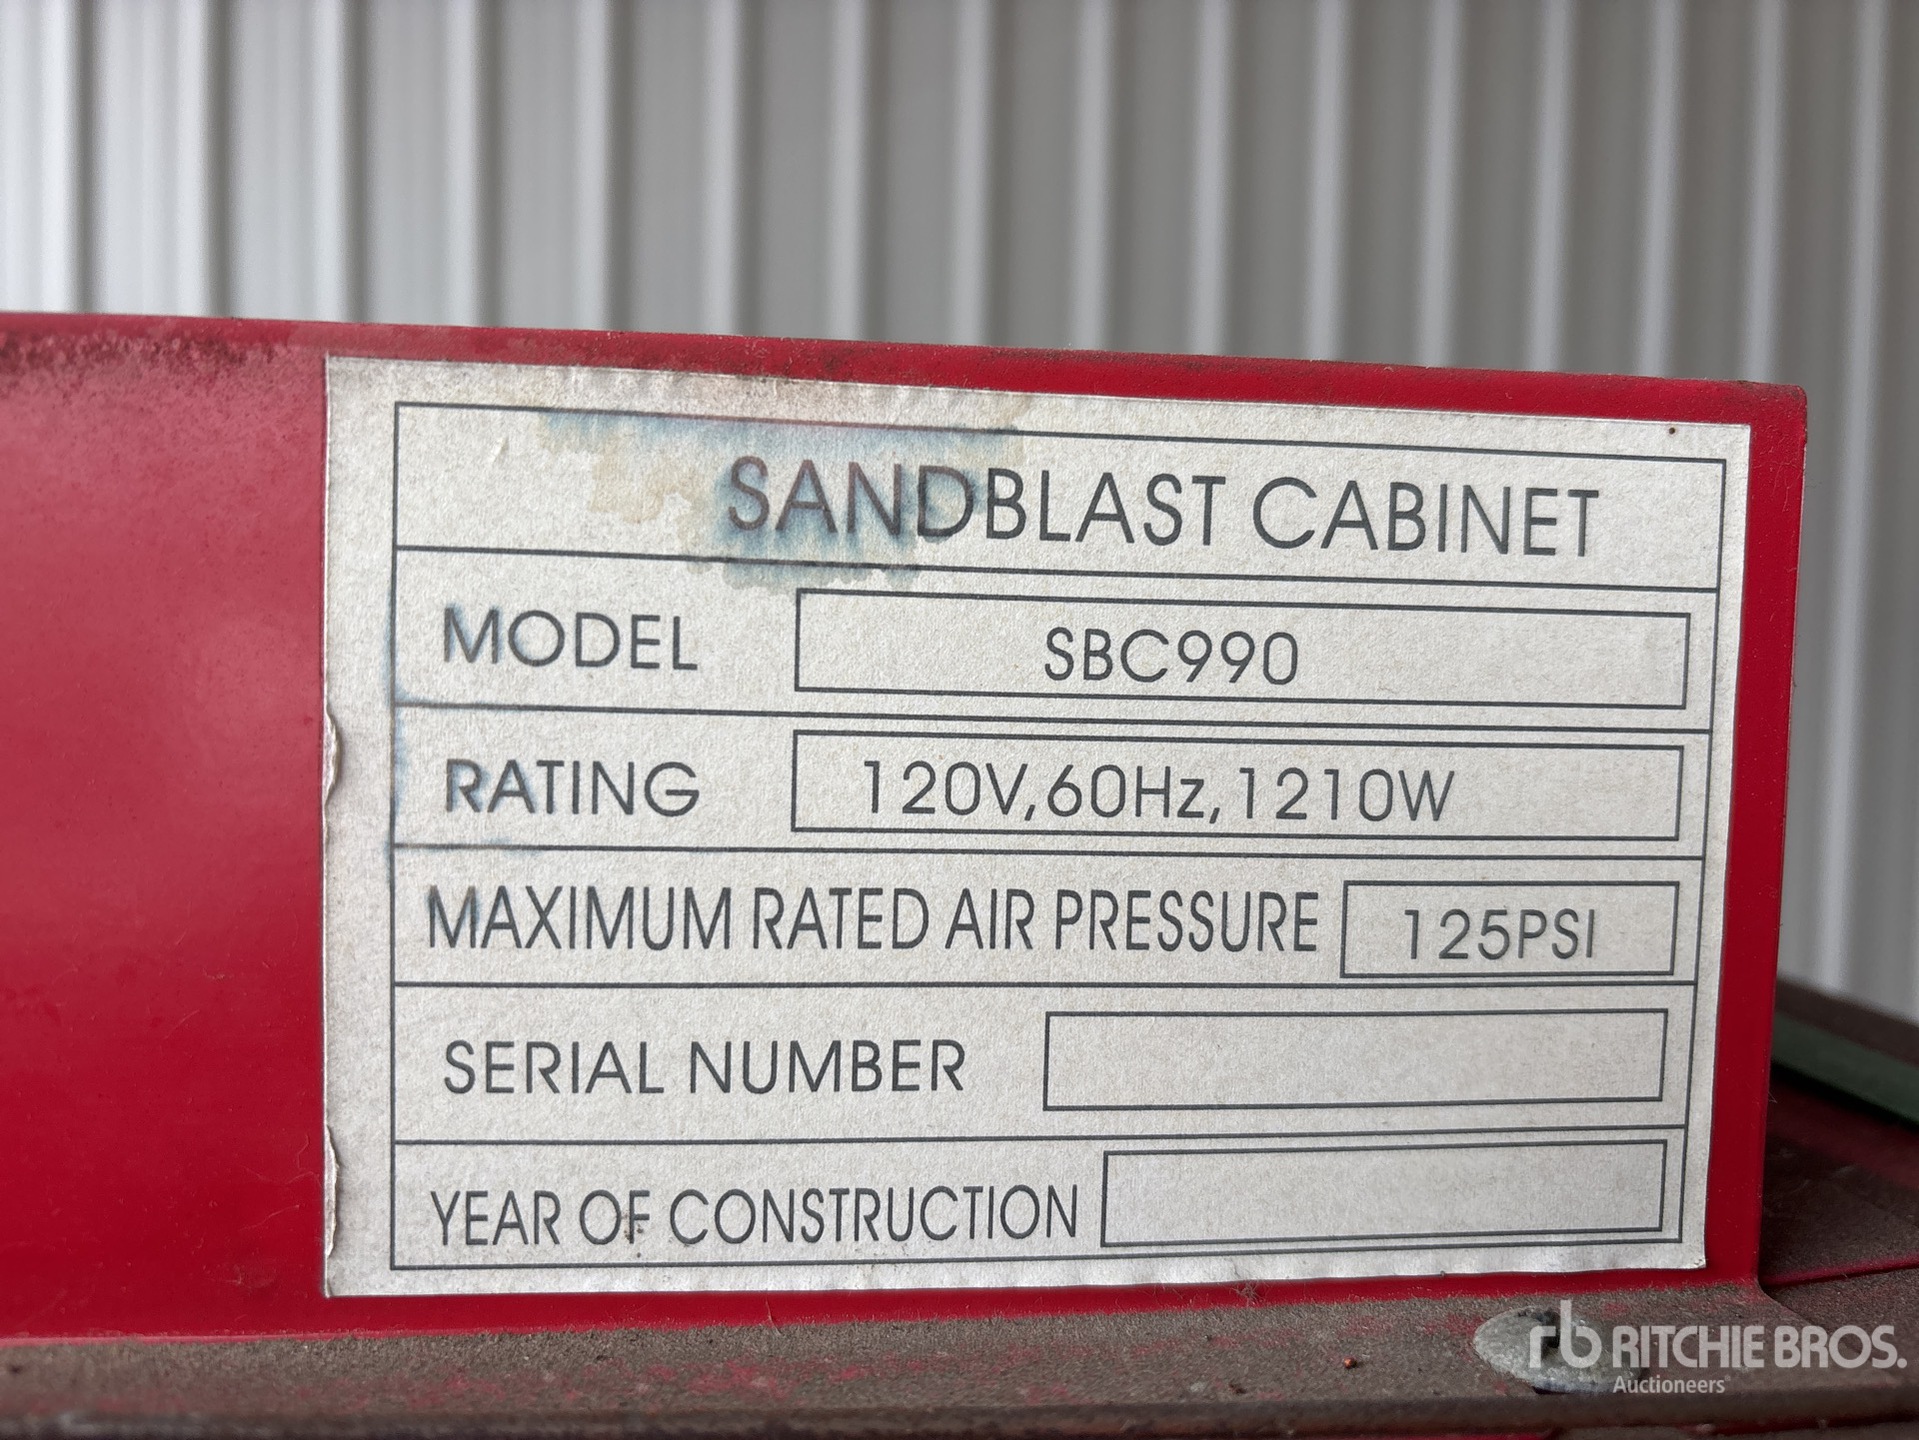 SANDBLAST CABINET
MODEL SBC990
RATING 120V,60Hz,1210W
MAXIMUM RATED AIR PRESSURE 125PSI
SERIAL NUMBER
YEAR OF CONSTRUCTION
rb RITCHIE BROS.
Auctioneers